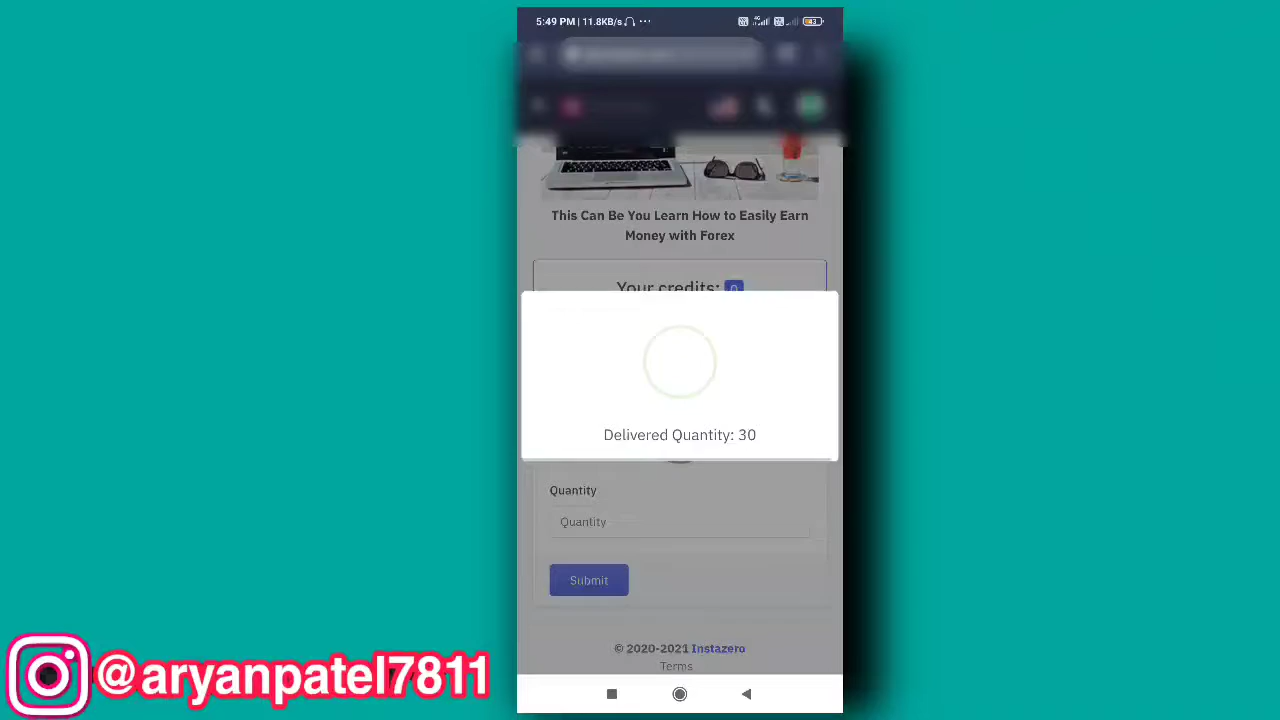 5:49 PM | 11.8KB/s
43
This Can Be You Learn How to Easily Earn
Money with Forex
Your credits: 0
Delivered Quantity: 30
Quantity
Quantity
Submit
© 2020-2021 Instazero
Terms
@aryanpatel7811